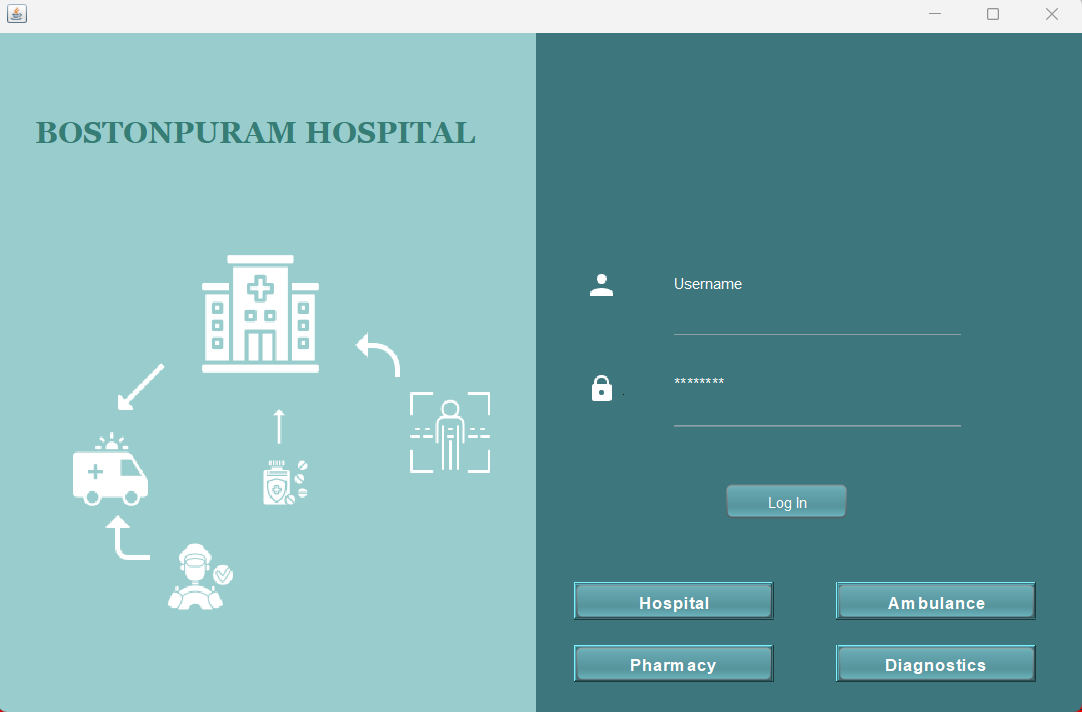 BOSTONPURAM HOSPITAL
Username
********
Log In
Hospital
Ambulance
Pharmacy
Diagnostics